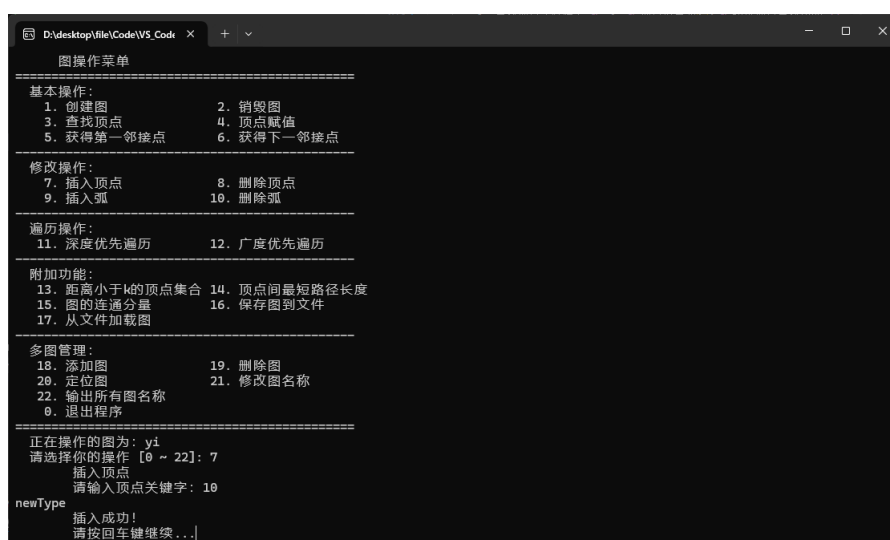 D:\desktop\file\Code\VS_Code
图操作菜单
================================================
基本操作:
1. 创建图 2. 销毁图
3. 查找顶点 4. 顶点赋值
5. 获得第一邻接点 6. 获得下一邻接点
------------------------------------------------
修改操作:
7. 插入顶点 8. 删除顶点
9. 插入弧 10. 删除弧
------------------------------------------------
遍历操作:
11. 深度优先遍历 12. 广度优先遍历
------------------------------------------------
附加功能:
13. 距离小于k的顶点集合 14. 顶点间最短路径长度
15. 图的连通分量 16. 保存图到文件
17. 从文件加载图
------------------------------------------------
多图管理:
18. 添加图 19. 删除图
20. 定位图 21. 修改图名称
22. 输出所有图名称
0. 退出程序
================================================
正在操作的图为: yi
请选择你的操作 [0 ~ 22]: 7
插入顶点
请输入顶点关键字: 10
newType
插入成功!
请按回车键继续...